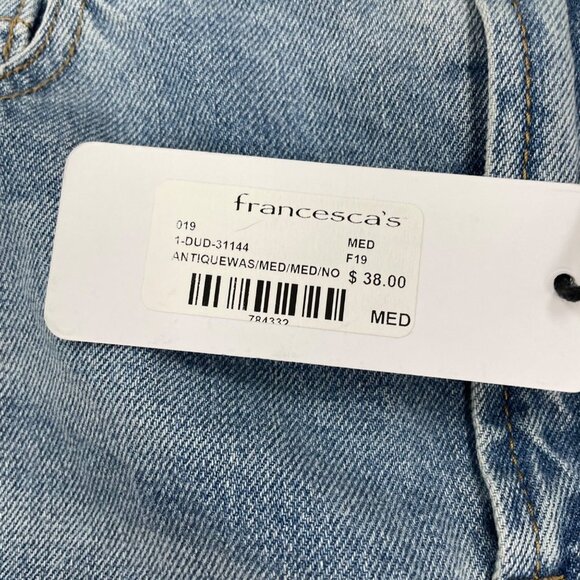 francesca's
019
1-DUD-31144 MED
ANTIQUEWAS/MED/MED/NO F19
$ 38.00
784332
MED